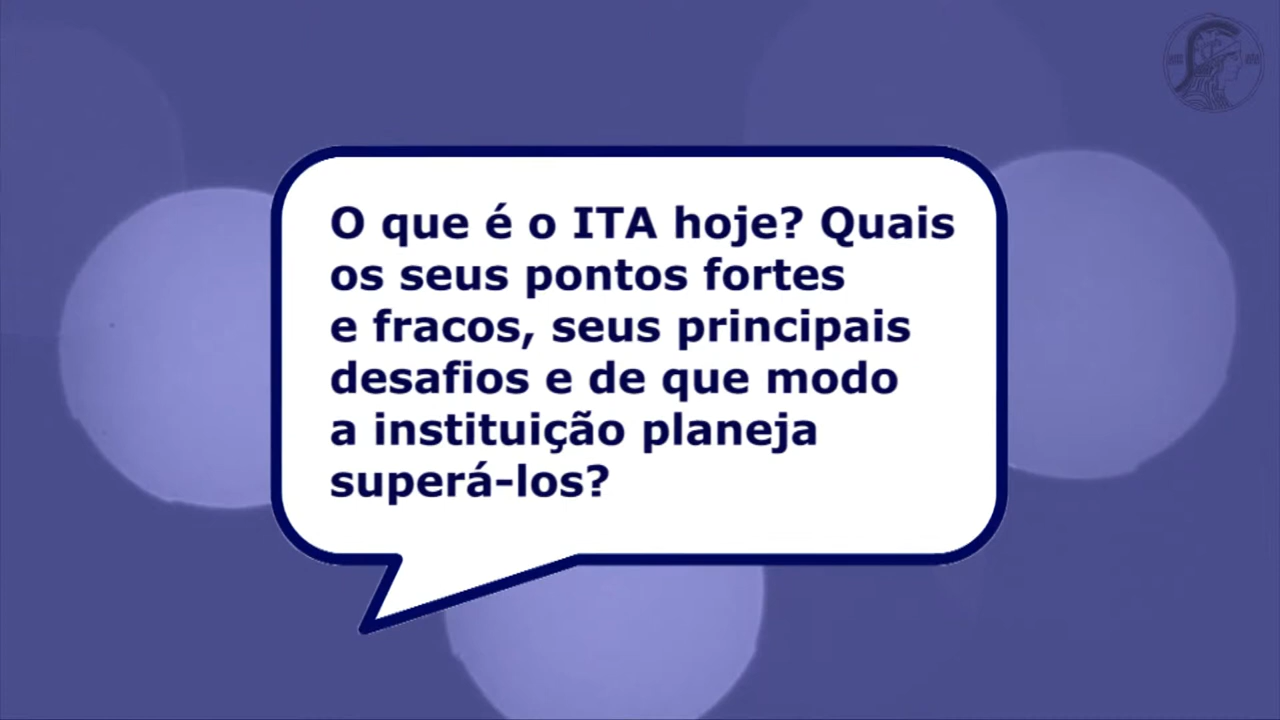 O que é o ITA hoje? Quais
os seus pontos fortes
e fracos, seus principais
desafios e de que modo
a instituição planeja
superá-los?